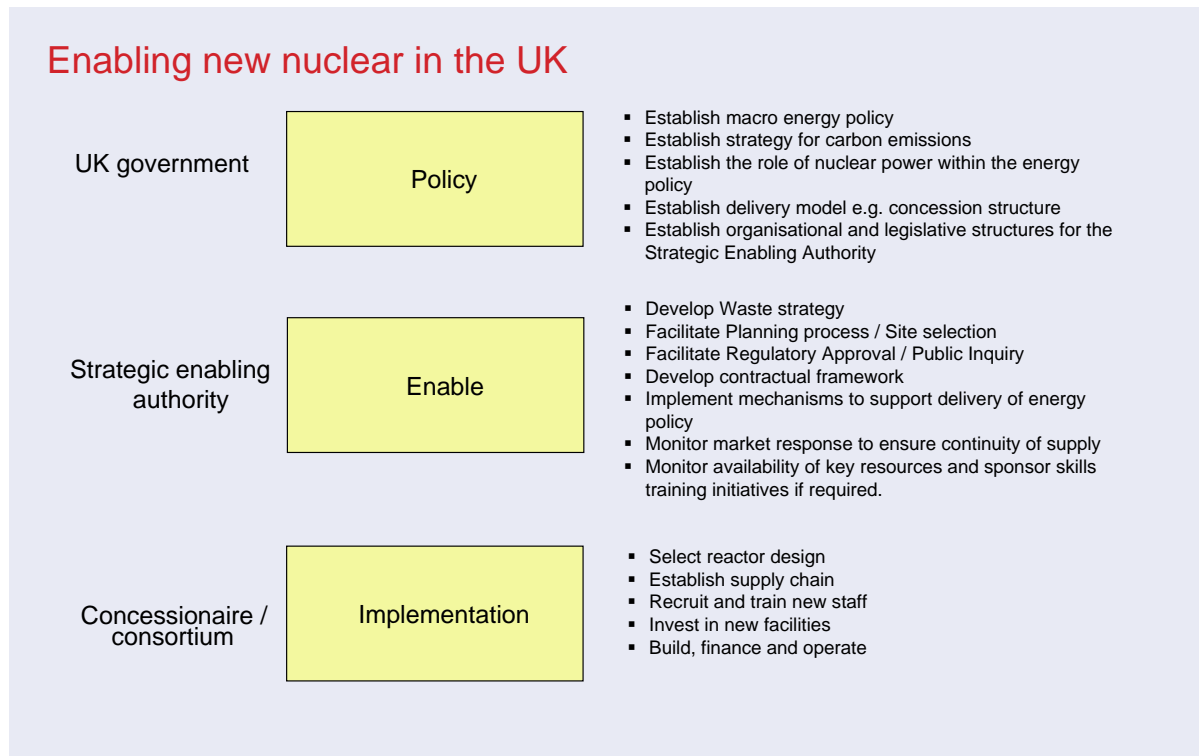 Enabling new nuclear in the UK
UK government
Policy
▪ Establish macro energy policy
▪ Establish strategy for carbon emissions
▪ Establish the role of nuclear power within the energy
policy
▪ Establish delivery model e.g. concession structure
▪ Establish organisational and legislative structures for the
Strategic Enabling Authority
Strategic enabling
authority
Enable
▪ Develop Waste strategy
▪ Facilitate Planning process / Site selection
▪ Facilitate Regulatory Approval / Public Inquiry
▪ Develop contractual framework
▪ Implement mechanisms to support delivery of energy
policy
▪ Monitor market response to ensure continuity of supply
▪ Monitor availability of key resources and sponsor skills
training initiatives if required.
Concessionaire /
consortium
Implementation
▪ Select reactor design
▪ Establish supply chain
▪ Recruit and train new staff
▪ Invest in new facilities
▪ Build, finance and operate